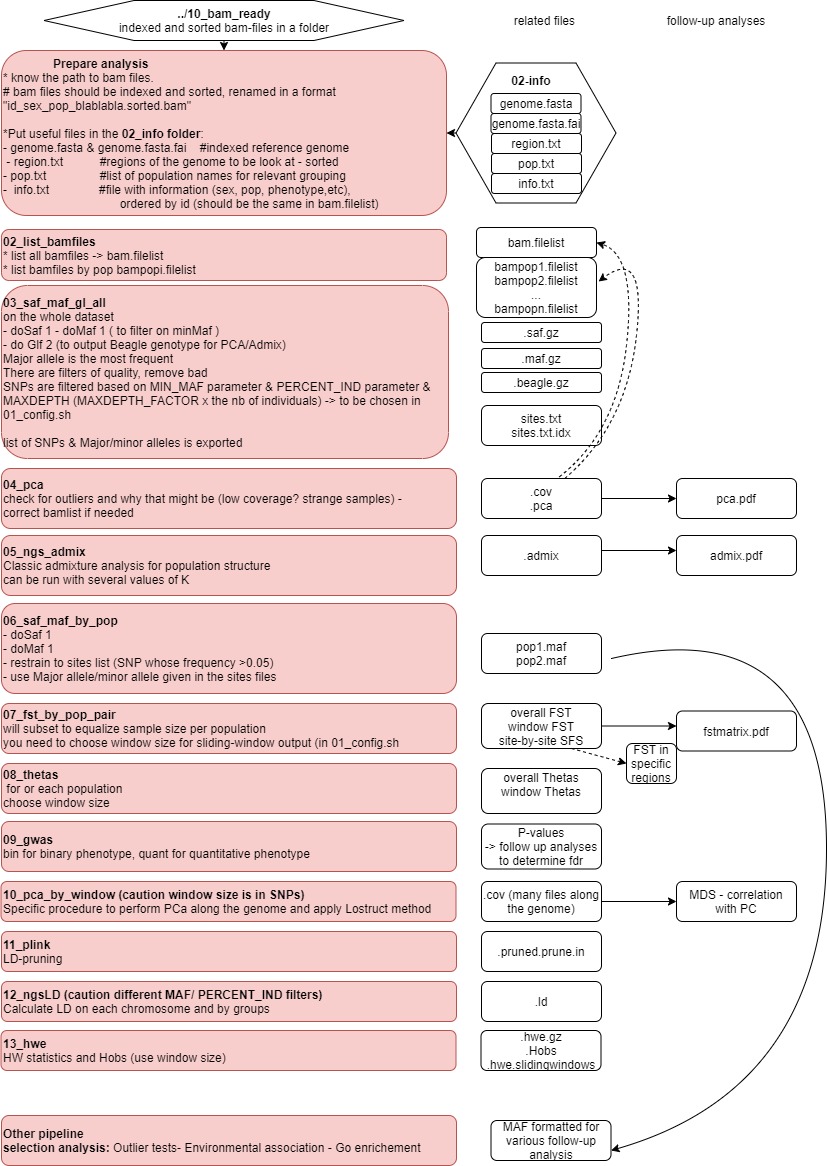 ../10_bam_ready
indexed and sorted bam-files in a folder
related files
follow-up analyses
Prepare analysis
* know the path to bam files.
# bam files should be indexed and sorted, renamed in a format
"id_sex_pop_blablabla.sorted.bam"
*Put useful files in the 02_info folder:
- genome.fasta & genome.fasta.fai #indexed reference genome
- region.txt #regions of the genome to be look at - sorted
- pop.txt #list of population names for relevant grouping
- info.txt #file with information (sex, pop, phenotype,etc),
ordered by id (should be the same in bam.filelist)
02-info
genome.fasta
genome.fasta.fai
region.txt
pop.txt
info.txt
02_list_bamfiles
* list all bamfiles -> bam.filelist
* list bamfiles by pop bampopi.filelist
bam.filelist
bampop1.filelist
bampop2.filelist
...
bampopn.filelist
03_saf_maf_gl_all
on the whole dataset
- doSaf 1 - doMaf 1 ( to filter on minMaf )
- do Glf 2 (to output Beagle genotype for PCA/Admix)
Major allele is the most frequent
There are filters of quality, remove bad
SNPs are filtered based on MIN_MAF parameter & PERCENT_IND parameter &
MAXDEPTH (MAXDEPTH_FACTOR x the nb of individuals) -> to be chosen in
01_config.sh
list of SNPs & Major/minor alleles is exported
.saf.gz
.maf.gz
.beagle.gz
sites.txt
sites.txt.idx
04_pca
check for outliers and why that might be (low coverage? strange samples) -
correct bamlist if needed
.cov
.pca
pca.pdf
05_ngs_admix
Classic admixture analysis for population structure
can be run with several values of K
.admix
admix.pdf
06_saf_maf_by_pop
- doSaf 1
- doMaf 1
- restrain to sites list (SNP whose frequency >0.05)
- use Major allele/minor allele given in the sites files
pop1.maf
pop2.maf
07_fst_by_pop_pair
will subset to equalize sample size per population
you need to choose window size for sliding-window output (in 01_config.sh
overall FST
window FST
site-by-site SFS
fstmatrix.pdf
FST in
specific
regions
08_thetas
for or each population
choose window size
overall Thetas
window Thetas
09_gwas
bin for binary phenotype, quant for quantitative phenotype
P-values
-> follow up analyses
to determine fdr
10_pca_by_window (caution window size is in SNPs)
Specific procedure to perform PCa along the genome and apply Lostruct method
.cov (many files along
the genome)
MDS - correlation
with PC
11_plink
LD-pruning
.pruned.prune.in
12_ngsLD (caution different MAF/ PERCENT_IND filters)
Calculate LD on each chromosome and by groups
.ld
13_hwe
HW statistics and Hobs (use window size)
.hwe.gz
.Hobs
.hwe.slidingwindows
Other pipeline
selection analysis: Outlier tests- Environmental association - Go enrichement
MAF formatted for
various follow-up
analysis